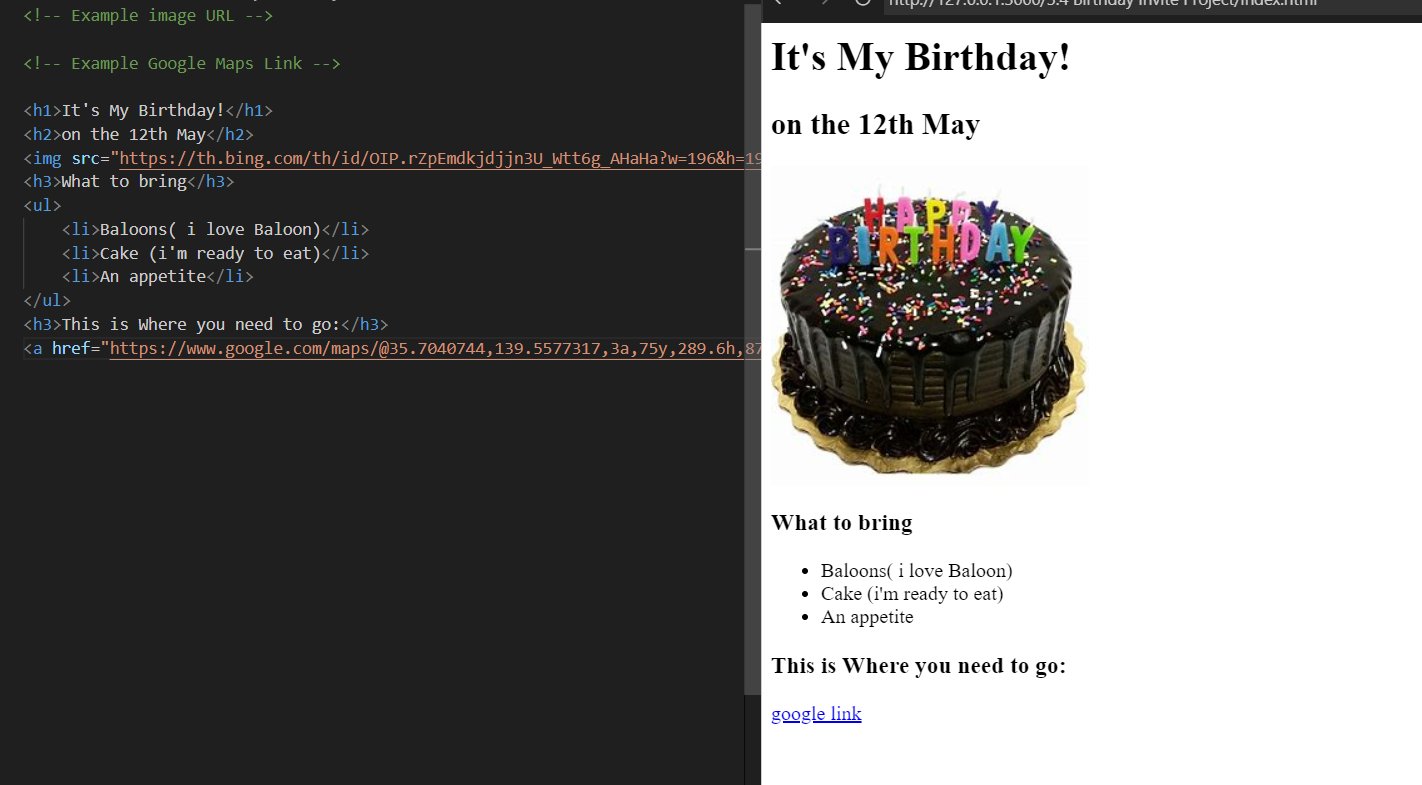 <!-- Example image URL -->
<!-- Example Google Maps Link -->
<h1>It's My Birthday!</h1>
<h2>on the 12th May</h2>
<img src="https://th.bing.com/th/id/OIP.rZpEmdkjdjjn3U_Wtt6g_AHaHa?w=196&h=19
<h3>What to bring</h3>
<ul>
<li>Baloons( i love Baloon)</li>
<li>Cake (i'm ready to eat)</li>
<li>An appetite</li>
</ul>
<h3>This is Where you need to go:</h3>
<a href="https://www.google.com/maps/@35.7040744,139.5577317,3a,75y,289.6h,87
http://127.0.0.1:3000/3.4 Birthday Invite Project/index.html
It's My Birthday!
on the 12th May
HAPPY
BIRTHDAY
What to bring
Baloons( i love Baloon)
Cake (i'm ready to eat)
An appetite
This is Where you need to go:
google link